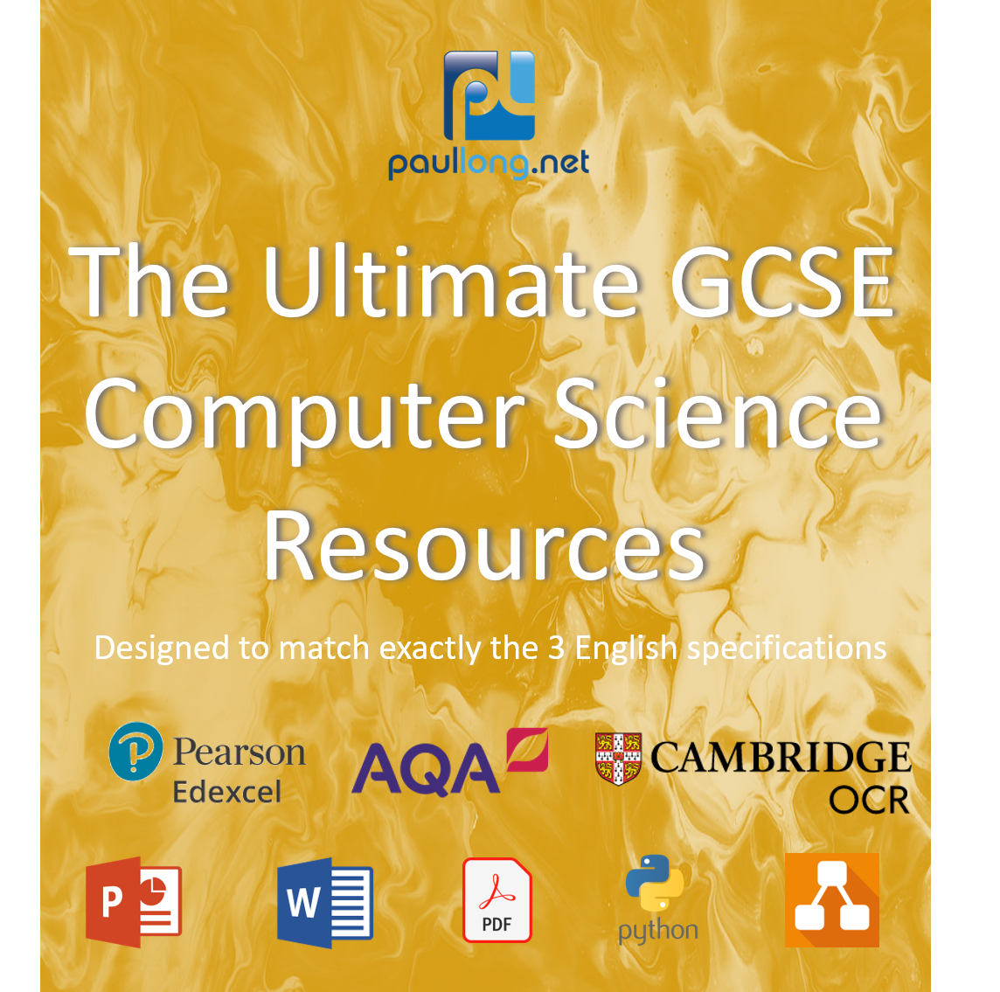 paullong.net
The Ultimate GCSE
Computer Science
Resources
Designed to match exactly the 3 English specifications
Pearson
Edexcel
AQA
CAMBRIDGE
OCR
P
W
PDF
python